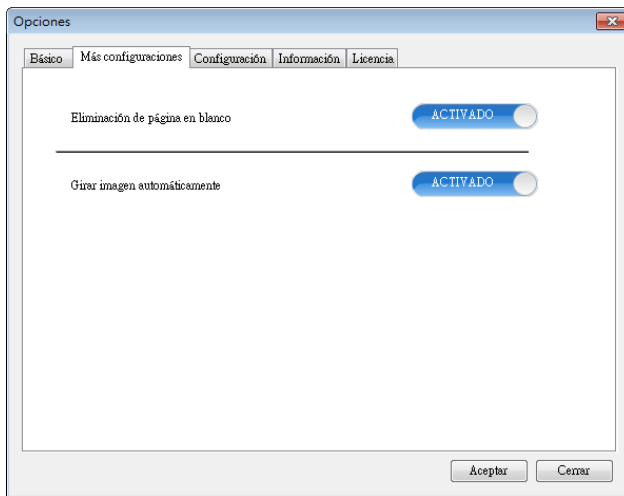 Opciones
Básico Más configuraciones Configuración Información Licencia
Eliminación de página en blanco ACTIVADO
Girar imagen automáticamente ACTIVADO
Aceptar Cerrar